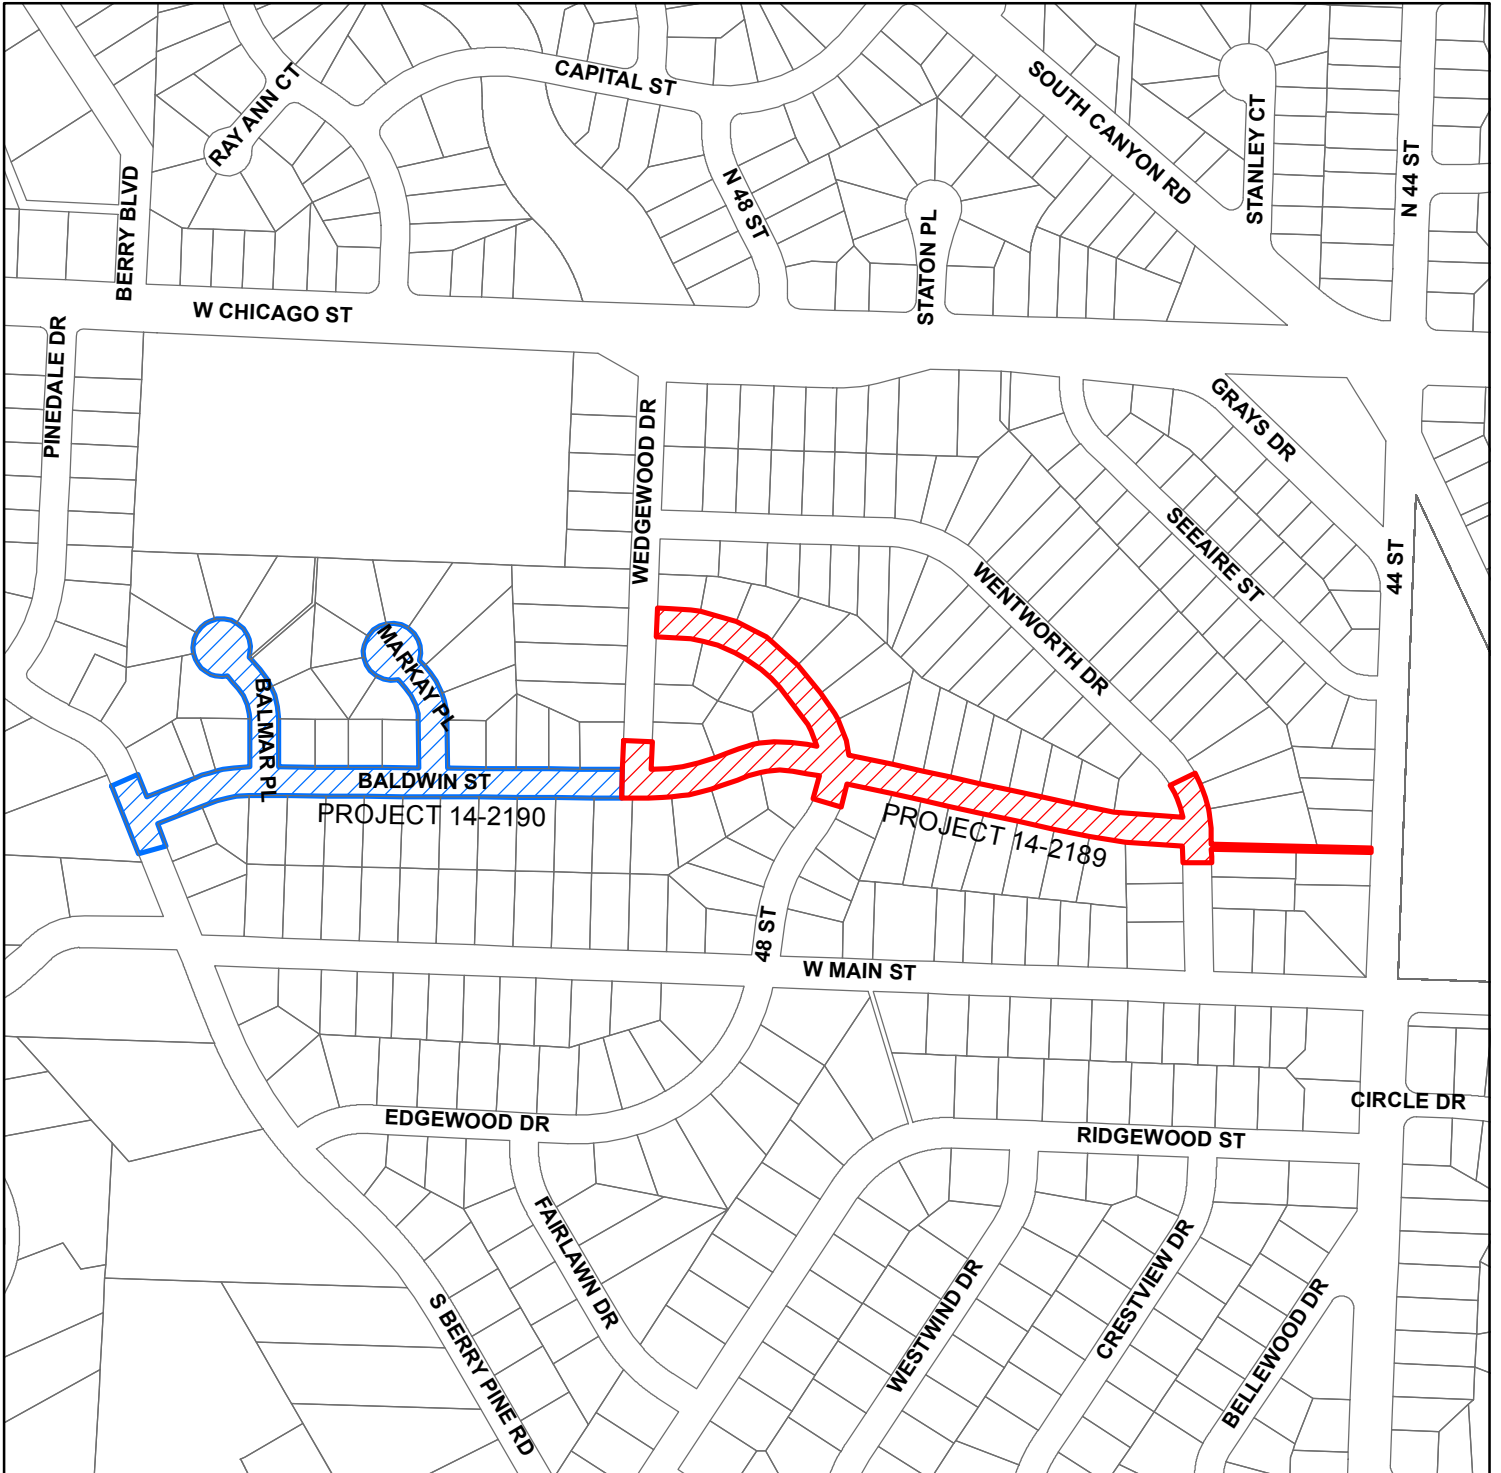 CAPITAL ST
RAY ANN CT
SOUTH CANYON RD
STANLEY CT
N 44 ST
BERRY BLVD
N 48 ST
STATON PL
W CHICAGO ST
PINEDALE DR
WEDGEWOOD DR
GRAYS DR
SEEAIRE ST
44 ST
WENTWORTH DR
MARKAY PL
BALMAR PL
BALDWIN ST
PROJECT 14-2190
PROJECT 14-2189
48 ST
W MAIN ST
EDGEWOOD DR
CIRCLE DR
RIDGEWOOD ST
FAIRLAWN DR
S BERRY PINE RD
WESTWIND DR
CRESTVIEW DR
BELLEWOOD DR